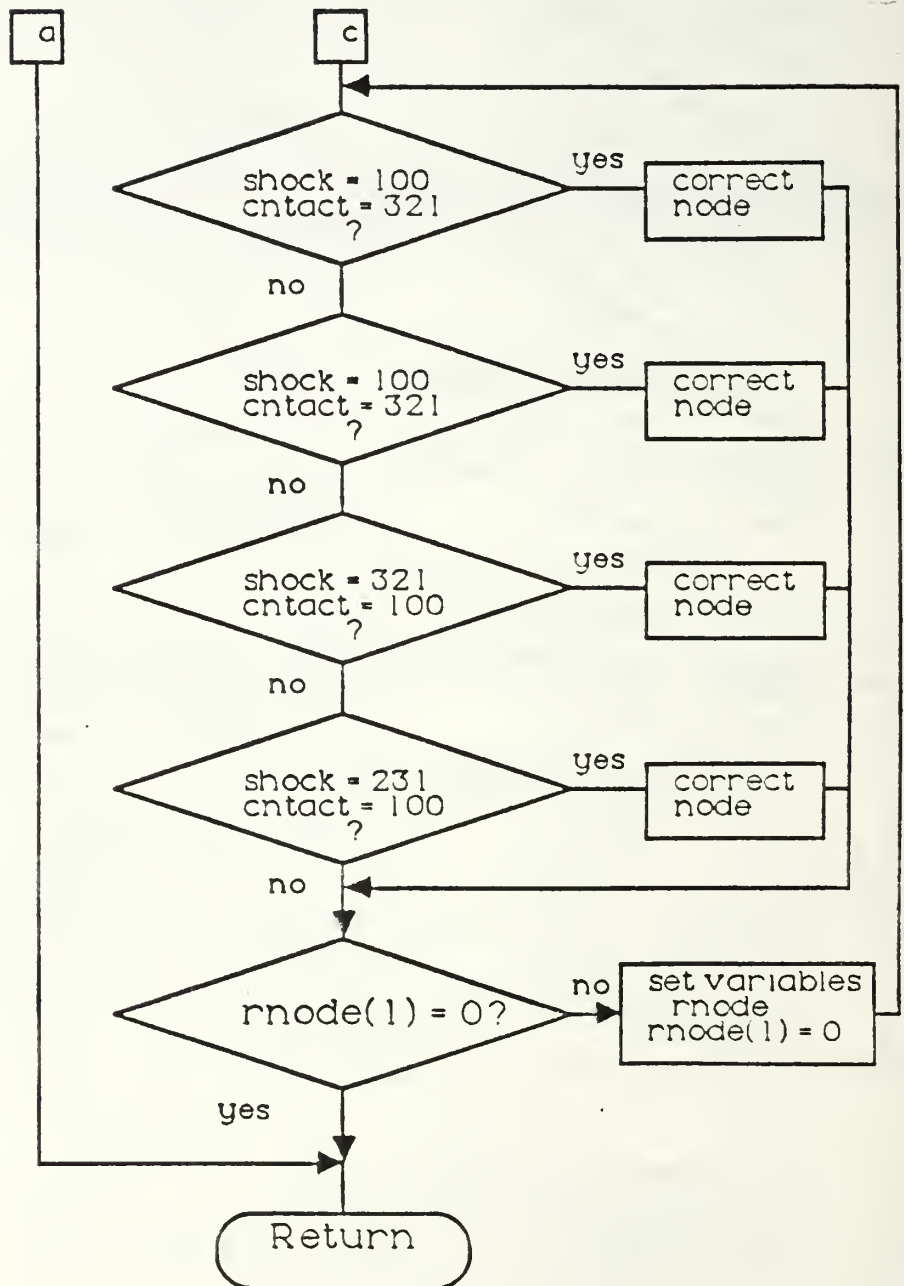 a
c
shock = 100
cntact = 321
?
yes
correct
node
no
shock = 100
cntact = 321
?
yes
correct
node
no
shock = 321
cntact = 100
?
yes
correct
node
no
shock = 231
cntact = 100
?
yes
correct
node
no
rnode(1) = 0?
no
set variables
rnode
rnode(1) = 0
yes
Return